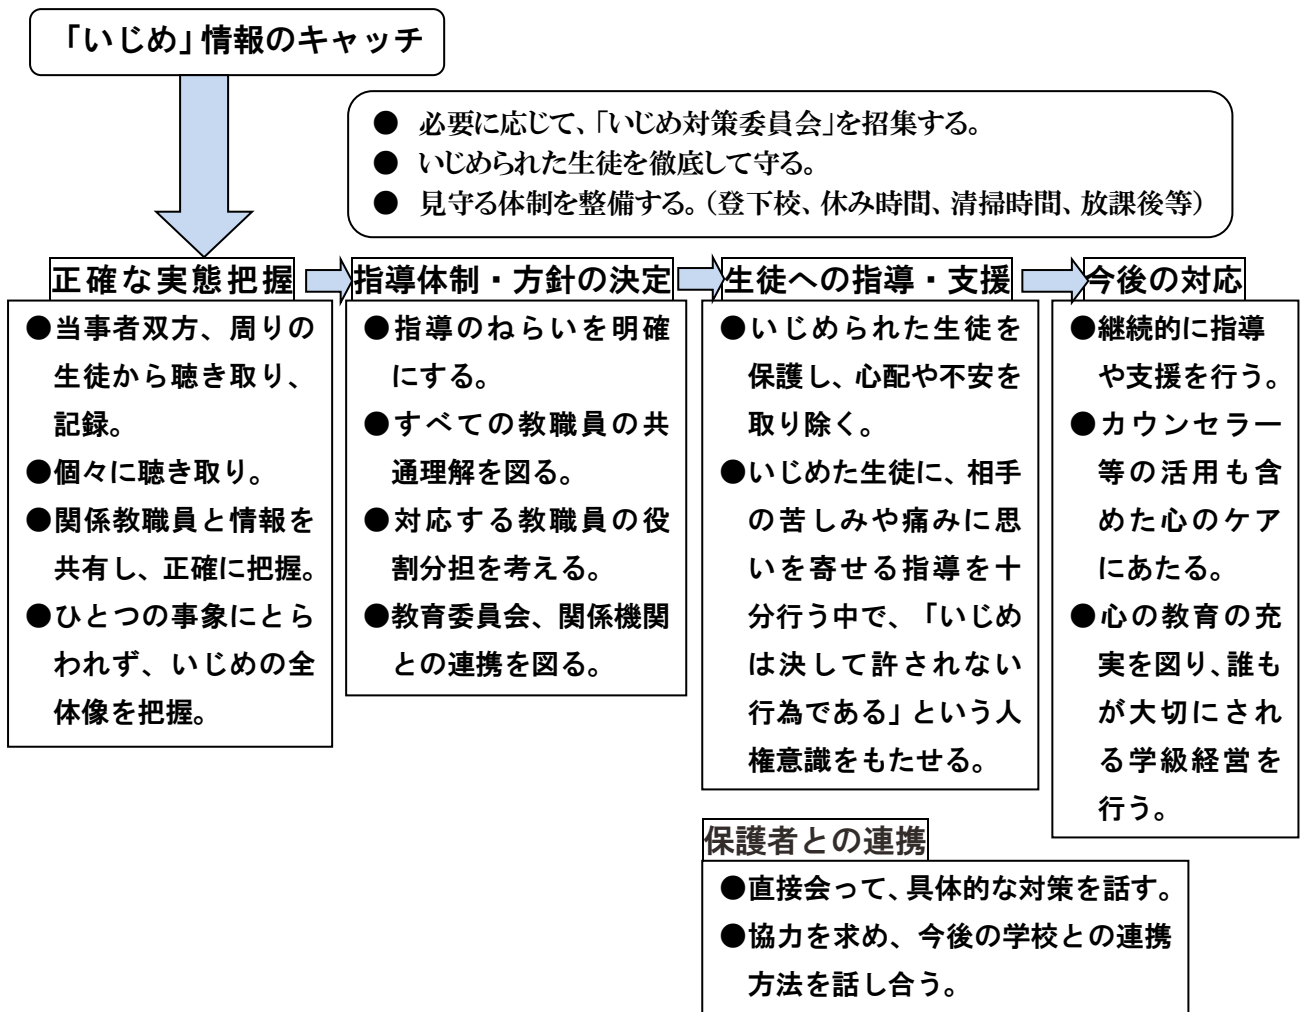 「いじめ」情報のキャッチ
● 必要に応じて、「いじめ対策委員会」を招集する。
● いじめられた生徒を徹底して守る。
● 見守る体制を整備する。（登下校、休み時間、清掃時間、放課後等）
正確な実態把握
●当事者双方、周りの
生徒から聴き取り、
記録。
●個々に聴き取り。
●関係教職員と情報を
共有し、正確に把握。
●ひとつの事象にとら
われず、いじめの全
体像を把握。
指導体制・方針の決定
●指導のねらいを明確
にする。
●すべての教職員の共
通理解を図る。
●対応する教職員の役
割分担を考える。
●教育委員会、関係機関
との連携を図る。
生徒への指導・支援
●いじめられた生徒を
保護し、心配や不安を
取り除く。
●いじめた生徒に、相手
の苦しみや痛みに思
いを寄せる指導を十
分行う中で、「いじめ
は決して許されない
行為である」という人
権意識をもたせる。
今後の対応
●継続的に指導
や支援を行う。
●カウンセラー
等の活用も含
めた心のケア
にあたる。
●心の教育の充
実を図り、誰も
が大切にされ
る学級経営を
行う。
保護者との連携
●直接会って、具体的な対策を話す。
●協力を求め、今後の学校との連携
方法を話し合う。